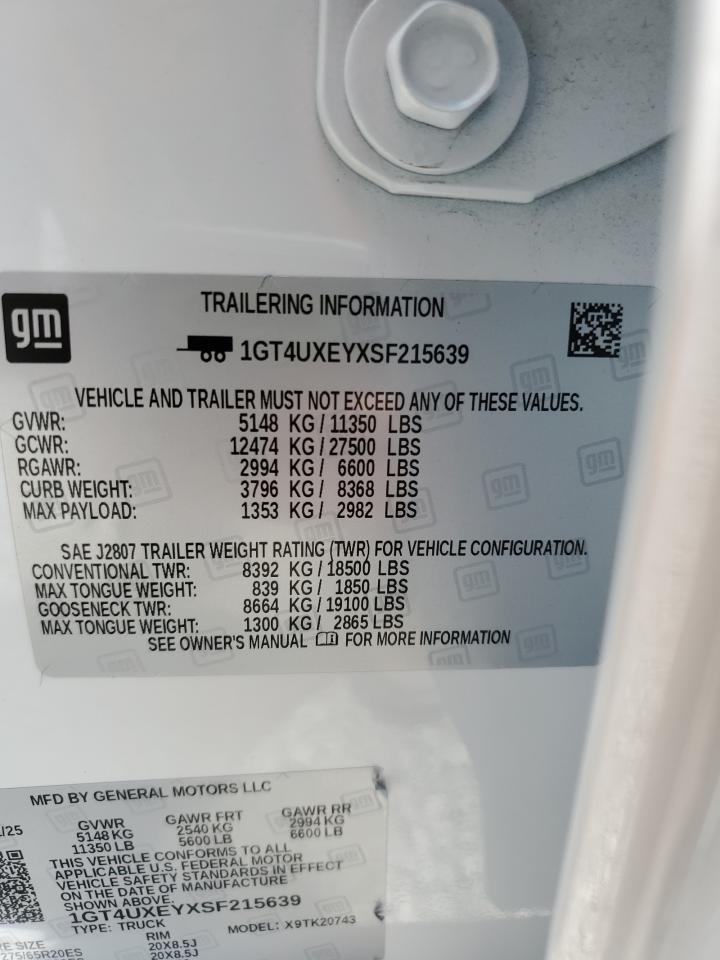 gm
TRAILERING INFORMATION
1GT4UXEYXSF215639
VEHICLE AND TRAILER MUST NOT EXCEED ANY OF THESE VALUES.
GVWR: 5148 KG / 11350 LBS
GCWR: 12474 KG / 27500 LBS
RGAWR: 2994 KG / 6600 LBS
CURB WEIGHT: 3796 KG / 8368 LBS
MAX PAYLOAD: 1353 KG / 2982 LBS
SAE J2807 TRAILER WEIGHT RATING (TWR) FOR VEHICLE CONFIGURATION.
CONVENTIONAL TWR: 8392 KG / 18500 LBS
MAX TONGUE WEIGHT: 839 KG / 1850 LBS
GOOSENECK TWR: 8664 KG / 19100 LBS
MAX TONGUE WEIGHT: 1300 KG / 2865 LBS
SEE OWNER'S MANUAL FOR MORE INFORMATION
MFD BY GENERAL MOTORS LLC
/25 GVWR GAWR FRT GAWR RR
5148 KG 2540 KG 2994 KG
11350 LB 5600 LB 6600 LB
THIS VEHICLE CONFORMS TO ALL
APPLICABLE U.S. FEDERAL MOTOR
VEHICLE SAFETY STANDARDS IN EFFECT
ON THE DATE OF MANUFACTURE
SHOWN ABOVE.
1GT4UXEYXSF215639
TYPE: TRUCK MODEL: X9TK20743
RE SIZE RIM
275/65R20ES 20X8.5J
20X8.5J